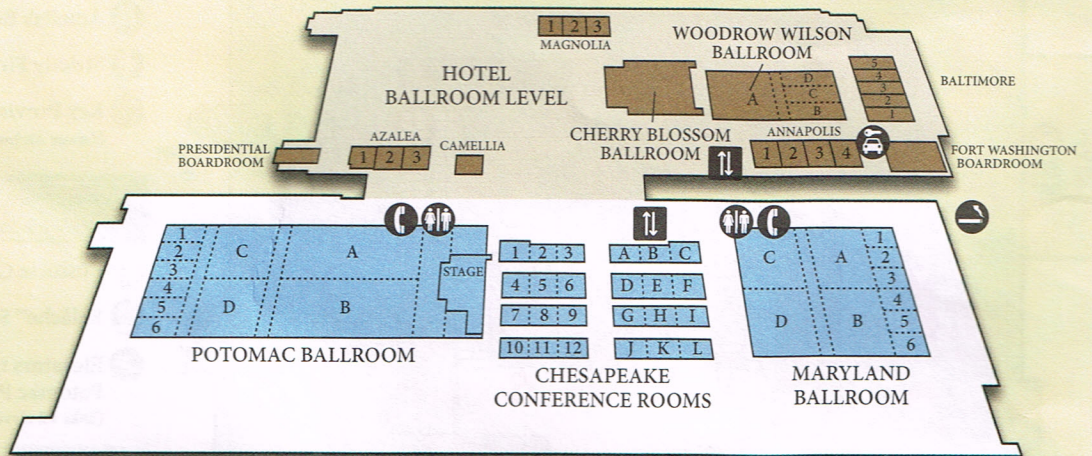 1 2 3
MAGNOLIA
WOODROW WILSON
BALLROOM
HOTEL
BALLROOM LEVEL
A
D
C
B
5
4
3
2
1
BALTIMORE
CHERRY BLOSSOM
BALLROOM
ANNAPOLIS
1 2 3 4
FORT WASHINGTON
BOARDROOM
PRESIDENTIAL
BOARDROOM
AZALEA
1 2 3
CAMELLIA
1
2
3
4
5
6
C
A
D
B
STAGE
POTOMAC BALLROOM
1 2 3
4 5 6
7 8 9
10 11 12
A B C
D E F
G H I
J K L
CHESAPEAKE
CONFERENCE ROOMS
C
A
D
B
1
2
3
4
5
6
MARYLAND
BALLROOM